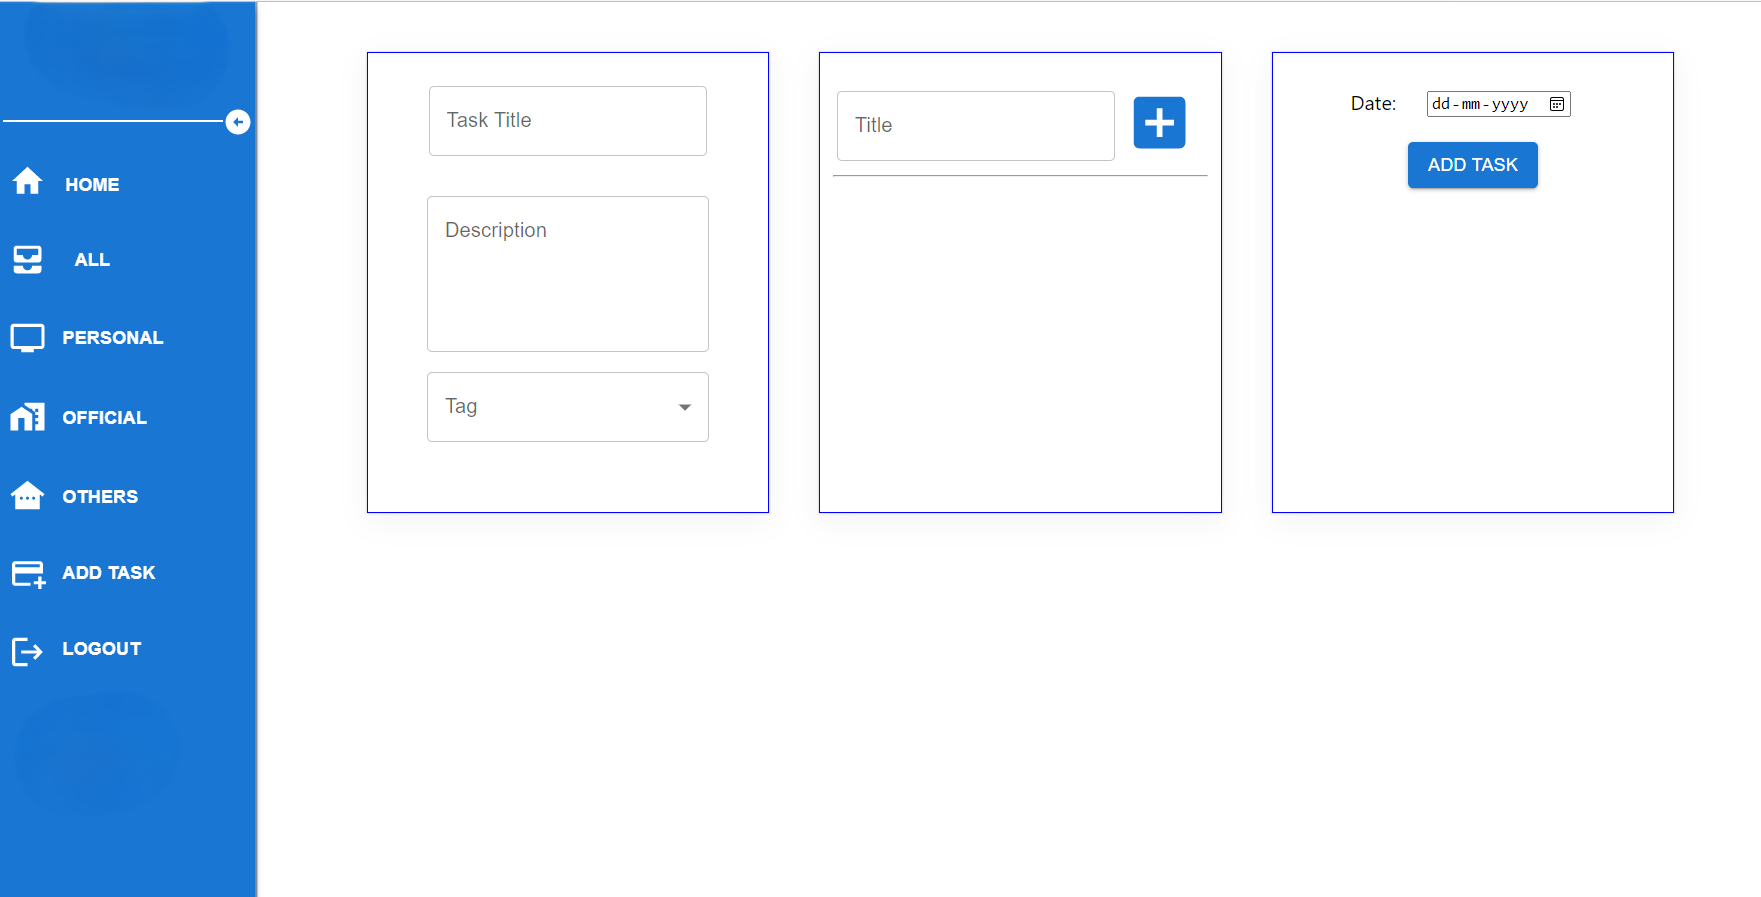 HOME
ALL
PERSONAL
OFFICIAL
OTHERS
ADD TASK
LOGOUT
Task Title
Description
Tag
Title
Date: dd-mm-yyyy
ADD TASK